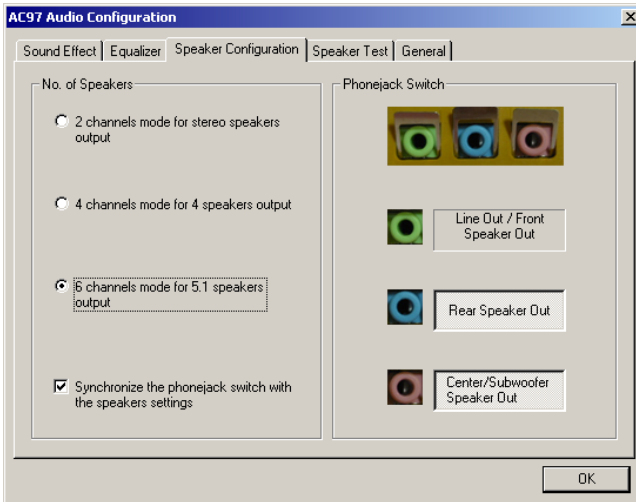 AC97 Audio Configuration
Sound Effect Equalizer Speaker Configuration Speaker Test General
No. of Speakers
2 channels mode for stereo speakers
output
4 channels mode for 4 speakers output
6 channels mode for 5.1 speakers
output
Synchronize the phonejack switch with
the speakers settings
Phonejack Switch
Line Out / Front
Speaker Out
Rear Speaker Out
Center/Subwoofer
Speaker Out
OK